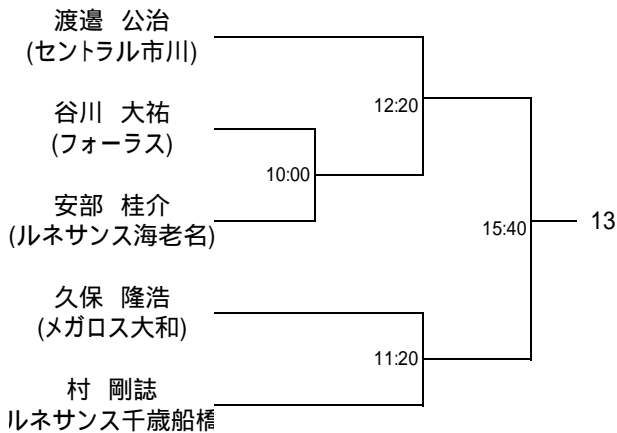 渡邉 公治
(セントラル市川)
12:20
谷川 大祐
(フォーラス)
10:00
安部 桂介
(ルネサンス海老名)
15:40
13
久保 隆浩
(メガロス大和)
11:20
村 剛誌
ルネサンス千歳船橋